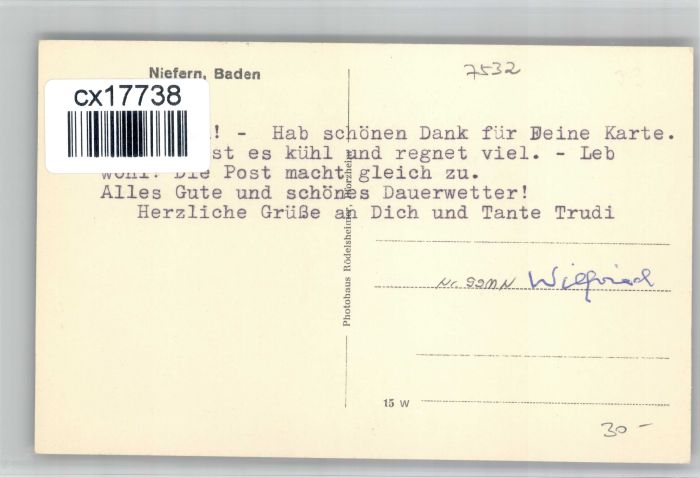 Niefern, Baden
7532
cx17738
! - Hab schönen Dank für Deine Karte.
st es kühl und regnet viel. - Leb
wohl! Die Post macht gleich zu.
Alles Gute und schönes Dauerwetter!
Herzliche Grüße an Dich und Tante Trudi
Wilfried
Photohaus Rödelsheimer, Pforzheim
15 W
30 -